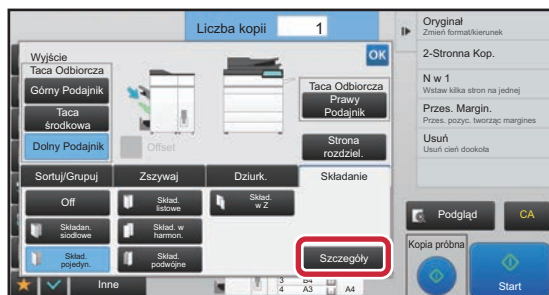 Liczba kopii 1
Wyjście
OK
Taca Odbiorcza
Górny Podajnik
Taca
środkowa
Dolny Podajnik
Offset
Taca Odbiorcza
Prawy
Podajnik
Strona
rozdziel.
Sortuj/Grupuj
Zszywaj
Dziurk.
Składanie
Off
Skład.
listowe
Skład.
w Z
Składan.
siodłowe
Skład. w
harmon.
Skład.
pojedyn.
Skład.
podwójne
Szczegóły
Inne
3 B4
4 A3
A4
Oryginał
Zmień format/kierunek
2-Stronna Kop.
N w 1
Wstaw kilka stron na jednej
Przes. Margin.
Przes. pozyc. tworząc margines
Usuń
Usuń cień dookoła
Podgląd
CA
Kopia próbna
Start